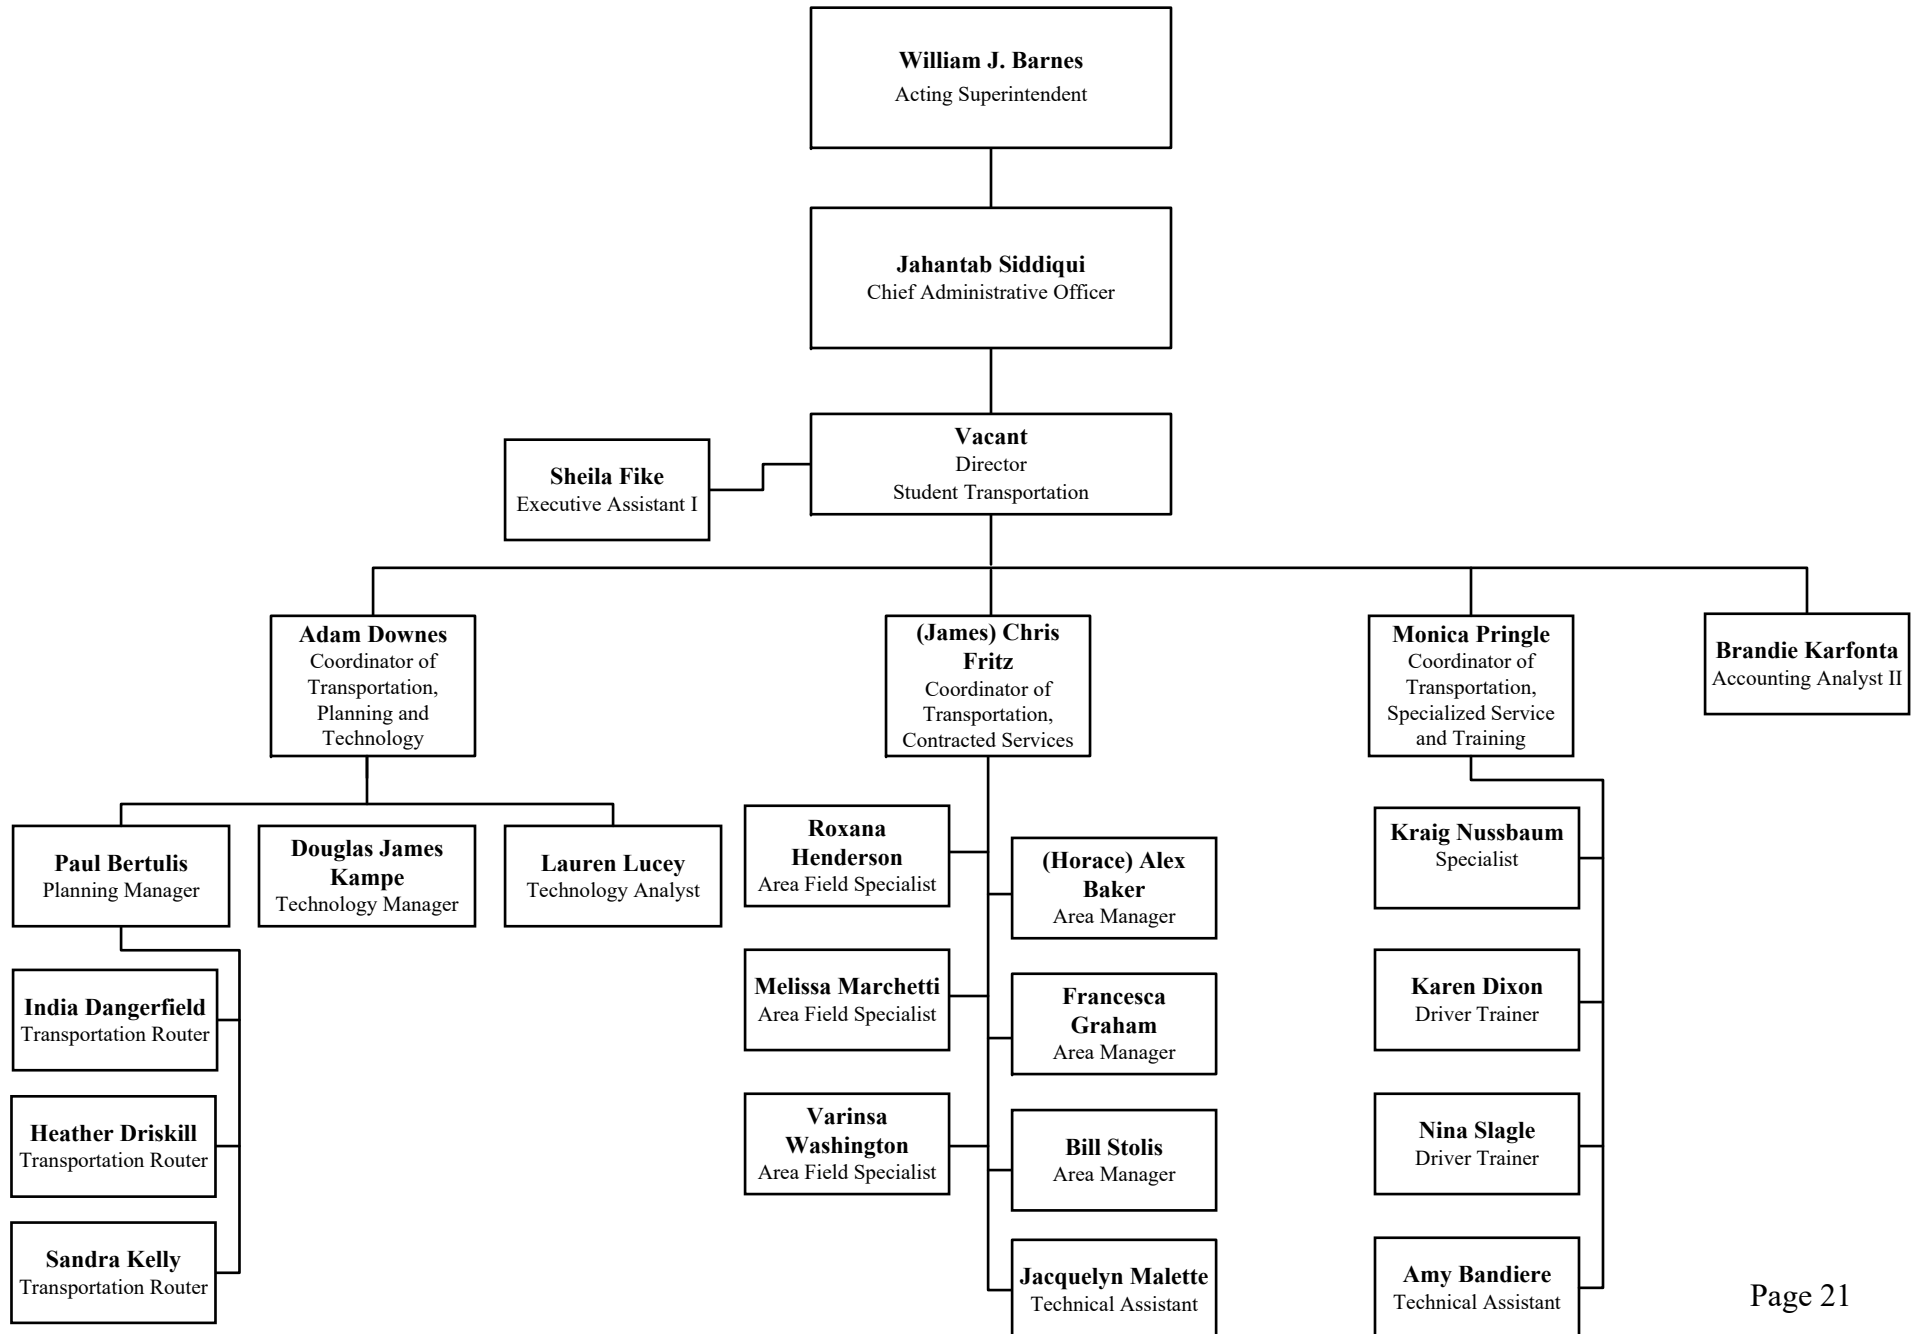 William J. Barnes
Acting Superintendent
Jahantab Siddiqui
Chief Administrative Officer
Vacant
Director
Student Transportation
Sheila Fike
Executive Assistant I
Adam Downes
Coordinator of
Transportation,
Planning and
Technology
(James) Chris
Fritz
Coordinator of
Transportation,
Contracted Services
Monica Pringle
Coordinator of
Transportation,
Specialized Service
and Training
Brandie Karfonta
Accounting Analyst II
Paul Bertulis
Planning Manager
Douglas James
Kampe
Technology Manager
Lauren Lucey
Technology Analyst
India Dangerfield
Transportation Router
Heather Driskill
Transportation Router
Sandra Kelly
Transportation Router
Roxana
Henderson
Area Field Specialist
(Horace) Alex
Baker
Area Manager
Melissa Marchetti
Area Field Specialist
Francesca
Graham
Area Manager
Varinsa
Washington
Area Field Specialist
Bill Stolis
Area Manager
Jacquelyn Malette
Technical Assistant
Kraig Nussbaum
Specialist
Karen Dixon
Driver Trainer
Nina Slagle
Driver Trainer
Amy Bandiere
Technical Assistant
Page 21